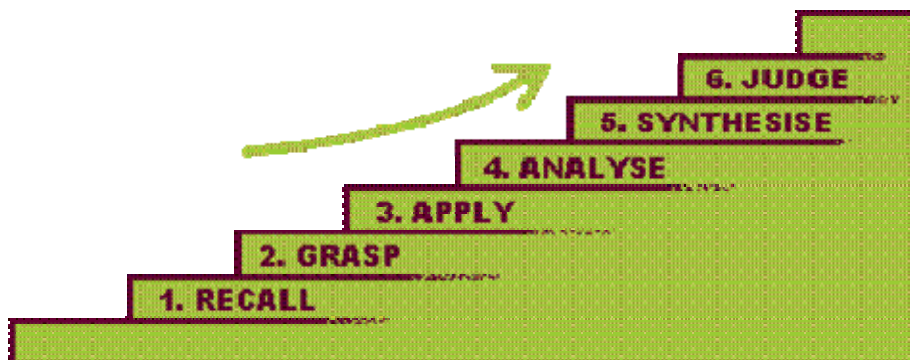 6. JUDGE
5. SYNTHESISE
4. ANALYSE
3. APPLY
2. GRASP
1. RECALL